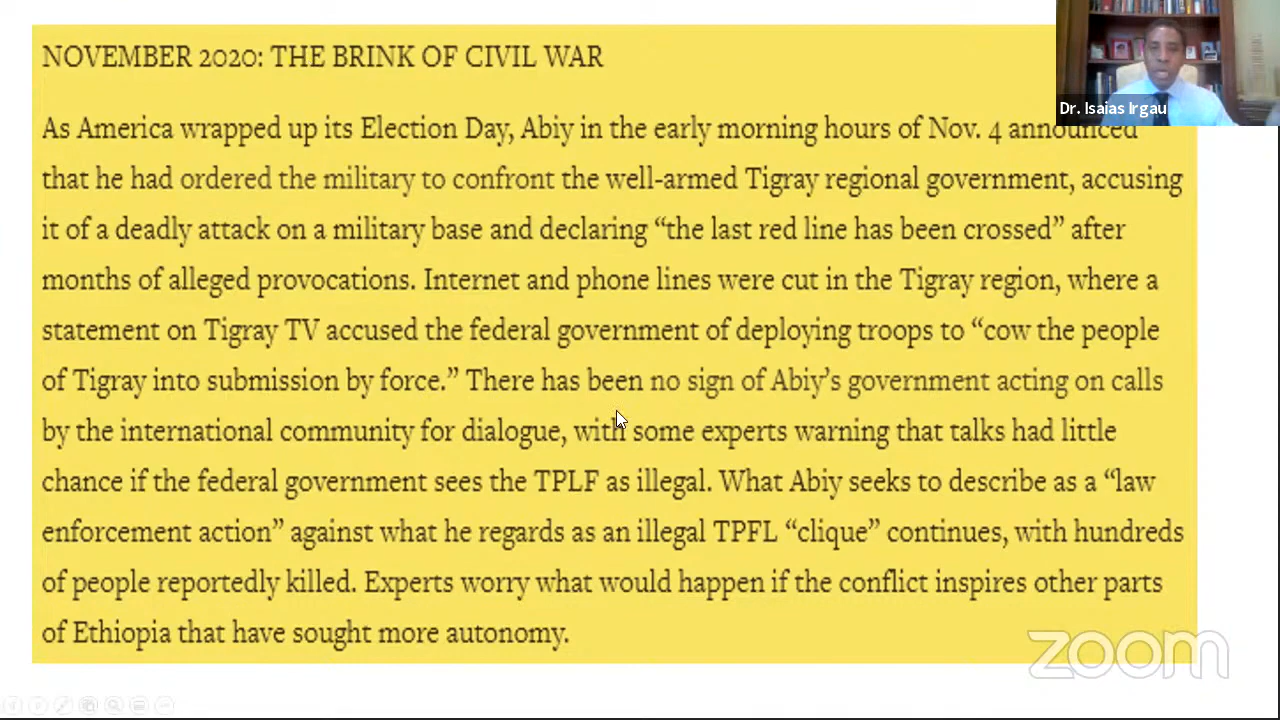 NOVEMBER 2020: THE BRINK OF CIVIL WAR
As America wrapped up its Election Day, Abiy in the early morning hours of Nov. 4 announced
that he had ordered the military to confront the well-armed Tigray regional government, accusing
it of a deadly attack on a military base and declaring “the last red line has been crossed” after
months of alleged provocations. Internet and phone lines were cut in the Tigray region, where a
statement on Tigray TV accused the federal government of deploying troops to “cow the people
of Tigray into submission by force.” There has been no sign of Abiy’s government acting on calls
by the international community for dialogue, with some experts warning that talks had little
chance if the federal government sees the TPLF as illegal. What Abiy seeks to describe as a “law
enforcement action” against what he regards as an illegal TPFL “clique” continues, with hundreds
of people reportedly killed. Experts worry what would happen if the conflict inspires other parts
of Ethiopia that have sought more autonomy.
Dr. Isaias Irgau
zoom